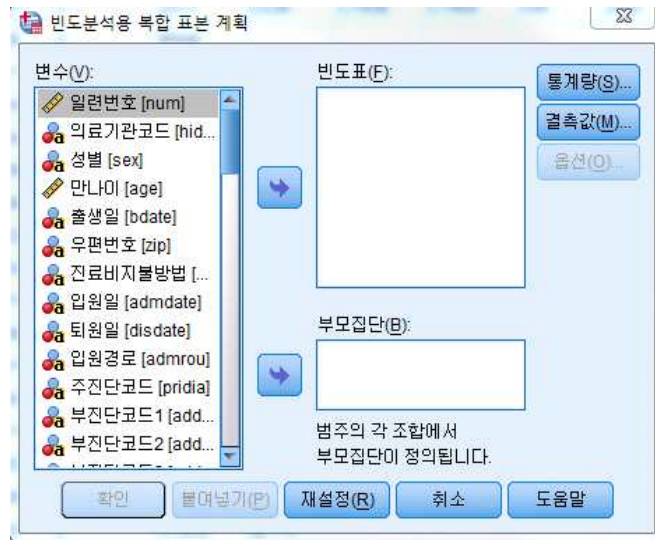 빈도분석용 복합 표본 계획
변수(V):
일련번호 [num]
의료기관코드 [hid...
성별 [sex]
만나이 [age]
출생일 [bdate]
우편번호 [zip]
진료비지불방법 [...
입원일 [admdate]
퇴원일 [disdate]
입원경로 [admrou]
주진단코드 [pridia]
부진단코드1 [add...
부진단코드2 [add...
빈도표(F):
부모집단(B):
범주의 각 조합에서
부모집단이 정의됩니다.
통계량(S)...
결측값(M)...
옵션(O)...
확인
붙여넣기(P)
재설정(R)
취소
도움말